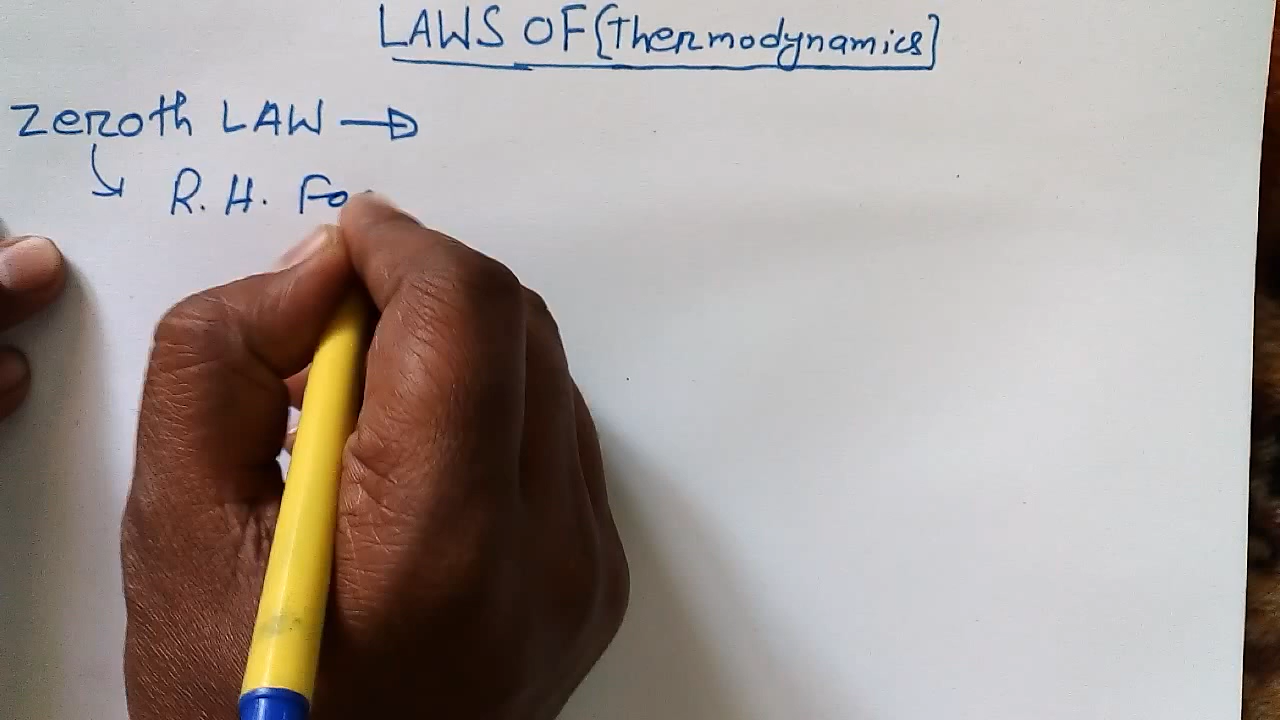 LAWS OF [Thermodynamics]
Zeroth LAW →
R. H. Fo